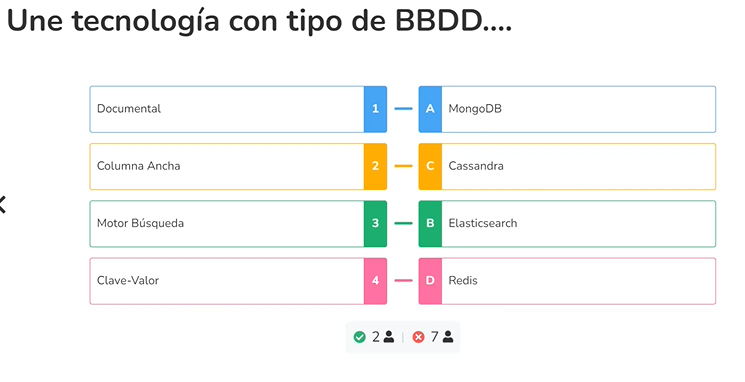 Une tecnología con tipo de BBDD....
Documental 1 A MongoDB
Columna Ancha 2 C Cassandra
Motor Búsqueda 3 B Elasticsearch
Clave-Valor 4 D Redis
2 7